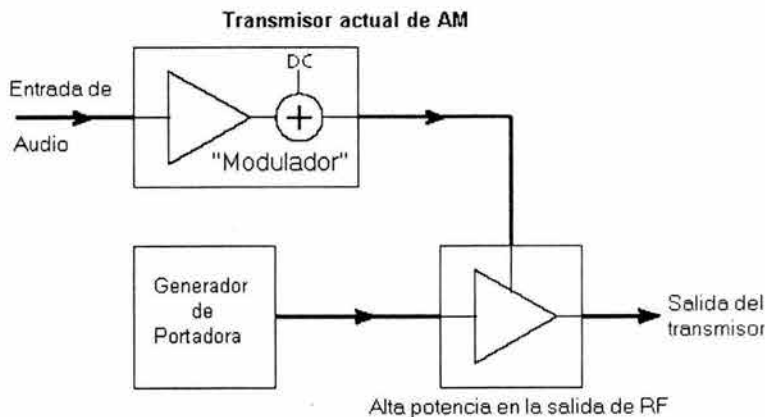 Transmisor actual de AM
DC
Entrada de
Audio
"Modulador"
Generador
de
Portadora
Salida del
transmisor
Alta potencia en la salida de RF